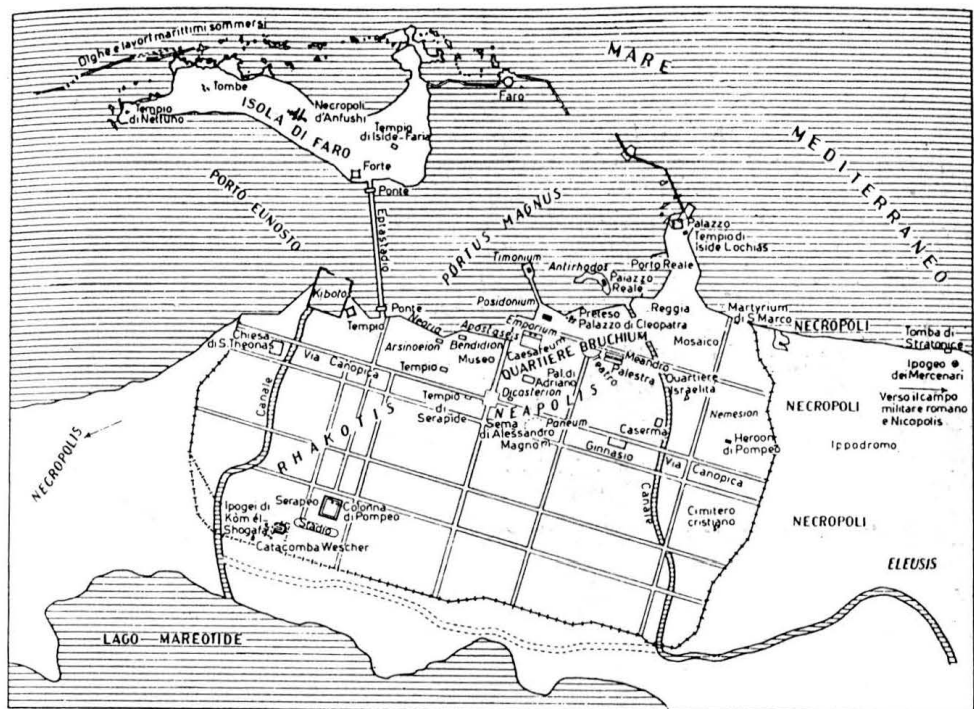 Dighe e lavori marittimi sommersi
MARE
MEDITERRANEO
Tombe
Faro
Tempio
di Nettuno
ISOLA DI FARO
Necropoli
d'Anfushi
Tempio
di Iside-Faria
Forte
Ponte
PORTO EUNOSTO
Eptastadio
PORTUS MAGNUS
Palazzo
Tempio di
Iside Lochias
Timonium
Antirhodos
Porto Reale
Palazzo
Reale
Kiboto
Ponte
Posidonium
Reggia
Martyrium
di S. Marco
Tempio
Neoria
Apostaseis
Emporium
Preteso
Palazzo di Cleopatra
NECROPOLI
Tomba di
Stratonice
Chiesa
di S. Theonas
Arsinoeion
Bendidion
Museo
Caesareum
QUARTIERE BRUCHIUM
Mosaico
Ipogeo
dei Mercenari
Via Canopica
Tempio
Teatro
Meandro
Palestra
Quartiere
Israelita
Verso il campo
militare romano
e Nicopolis
Canale
Pal. di
Adriano
Dicasterion
Tempio
di
Serapide
NEAPOLIS
Nemesion
NECROPOLI
RHAKOTIS
Sema
di Alessandro
Magno
Paneum
Caserma
Ginnasio
Heroon
di Pompeo
Ippodromo
NECROPOLIS
Via Canopica
Canale
Serapeo
Colonna
di Pompeo
Ipogei di
Kôm el-
Shogafa
Stadio
Cimitero
cristiano
NECROPOLI
Catacomba Wescher
ELEUSIS
LAGO MAREOTIDE